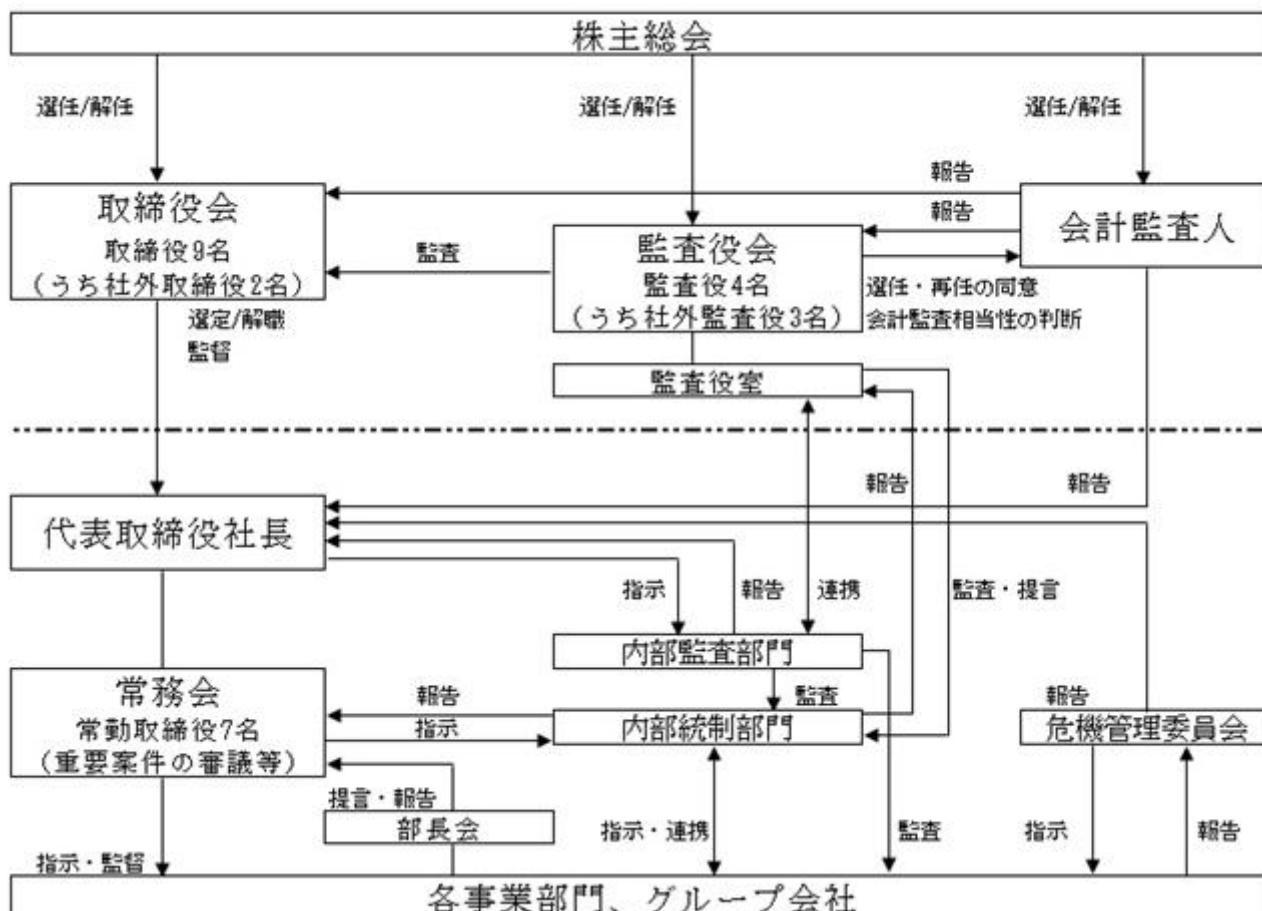 株主総会
選任/解任
選任/解任
選任/解任
報告
取締役会
取締役9名
（うち社外取締役2名）
報告
会計監査人
監査
監査役会
監査役4名
（うち社外監査役3名）
選任・再任の同意
会計監査相当性の判断
選定/解職
監督
監査役室
報告
報告
代表取締役社長
指示
報告
連携
監査・提言
内部監査部門
監査
常務会
常勤取締役7名
（重要案件の審議等）
報告
指示
内部統制部門
報告
危機管理委員会
提言・報告
部長会
指示・連携
監査
指示
報告
指示・監督
各事業部門、グループ会社